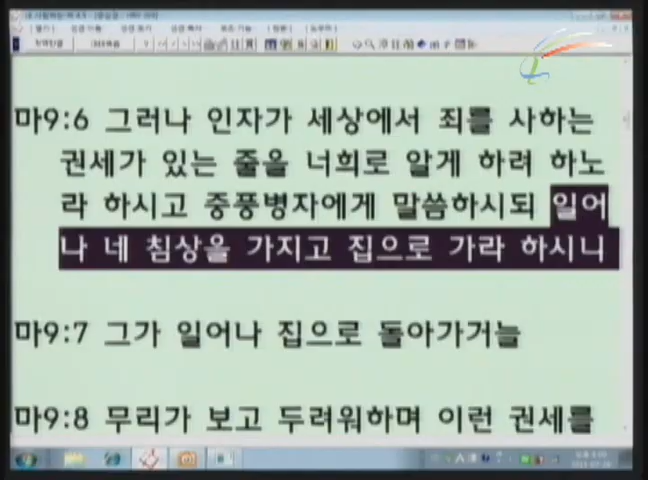 마9:6 그러나 인자가 세상에서 죄를 사하는
권세가 있는 줄을 너희로 알게 하려 하노
라 하시고 중풍병자에게 말씀하시되 일어
나 네 침상을 가지고 집으로 가라 하시니
마9:7 그가 일어나 집으로 돌아가거늘
마9:8 무리가 보고 두려워하며 이런 권세를